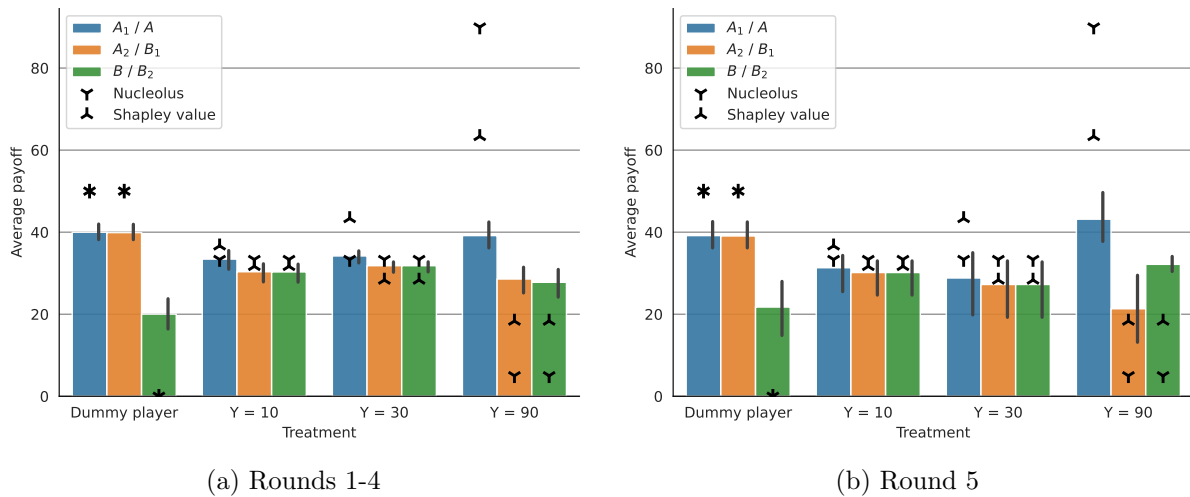 A₁ / A
A₂ / B₁
B / B₂
Nucleolus
Shapley value
Average payoff
80
60
40
20
0
Dummy player Y = 10 Y = 30 Y = 90
Treatment
(a) Rounds 1-4
A₁ / A
A₂ / B₁
B / B₂
Nucleolus
Shapley value
Average payoff
80
60
40
20
0
Dummy player Y = 10 Y = 30 Y = 90
Treatment
(b) Round 5